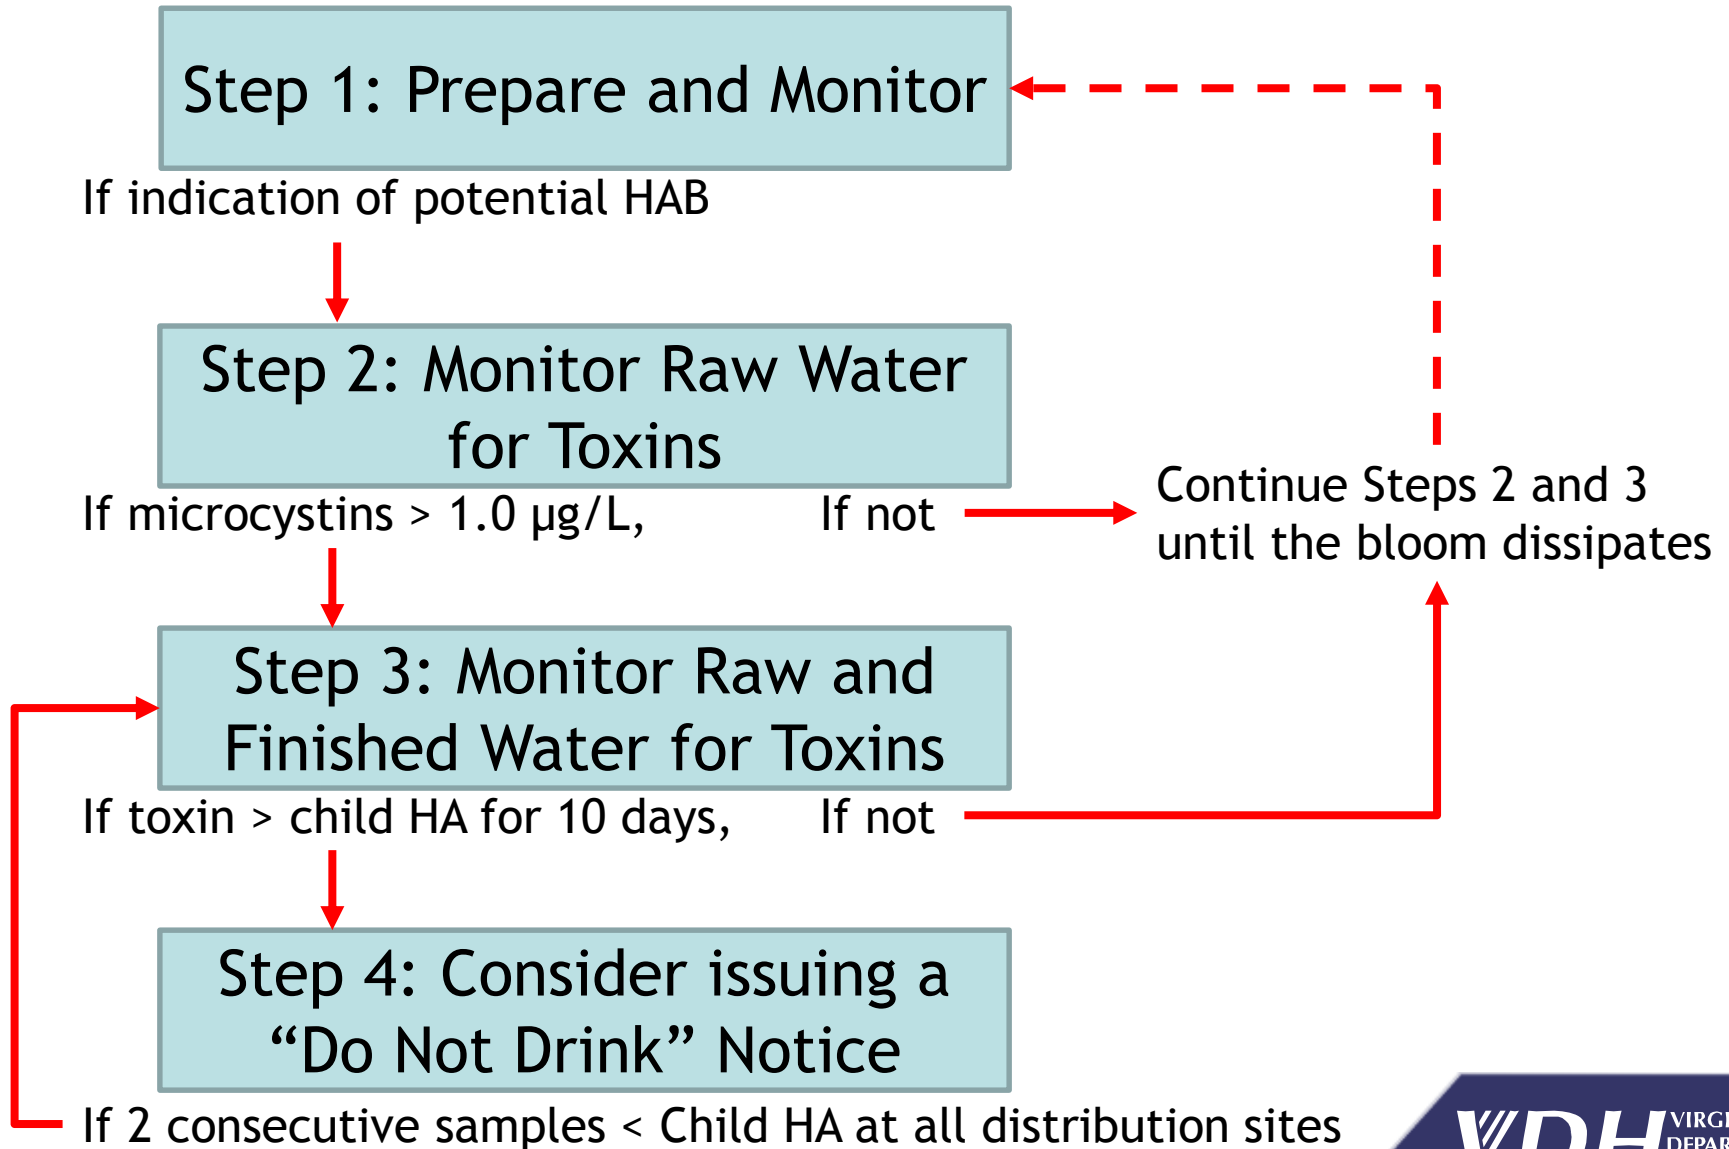 Step 1: Prepare and Monitor
If indication of potential HAB
Step 2: Monitor Raw Water
for Toxins
If microcystins > 1.0 µg/L,
If not
Continue Steps 2 and 3
until the bloom dissipates
Step 3: Monitor Raw and
Finished Water for Toxins
If toxin > child HA for 10 days,
If not
Step 4: Consider issuing a
“Do Not Drink” Notice
If 2 consecutive samples < Child HA at all distribution sites
VDH